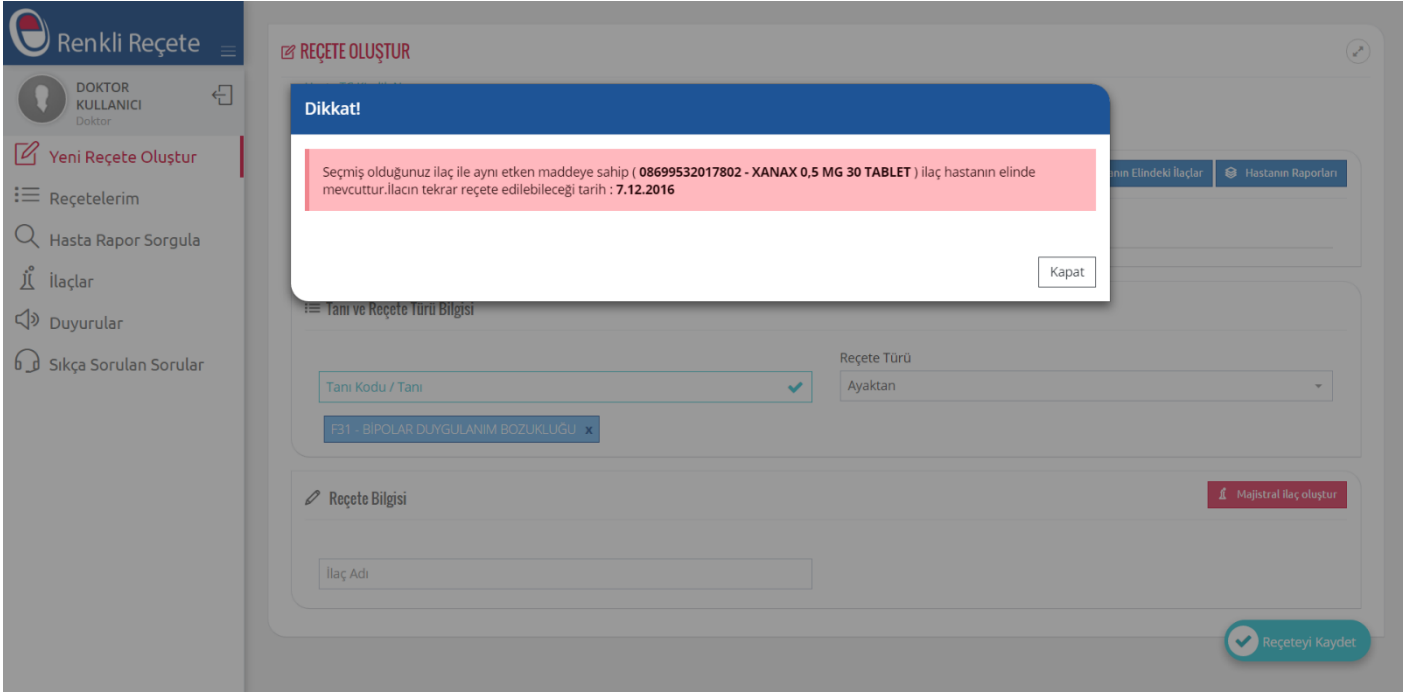 Renkli Reçete
DOKTOR
KULLANICI
Doktor
Yeni Reçete Oluştur
Reçetelerim
Hasta Rapor Sorgula
İlaçlar
Duyurular
Sıkça Sorulan Sorular
REÇETE OLUŞTUR
Dikkat!
Seçmiş olduğunuz ilaç ile aynı etken maddeye sahip ( 08699532017802 - XANAX 0,5 MG 30 TABLET ) ilaç hastanın elinde
mevcuttur.İlacın tekrar reçete edilebileceği tarih : 7.12.2016
Kapat
Elindeki İlaçlar
Hastanın Raporları
Tanı ve Reçete Türü Bilgisi
Reçete Türü
Tanı Kodu / Tanı
Ayaktan
F31 - BİPOLAR DUYGULANIM BOZUKLUĞU x
Reçete Bilgisi
Majistral ilaç oluştur
İlaç Adı
Reçeteyi Kaydet